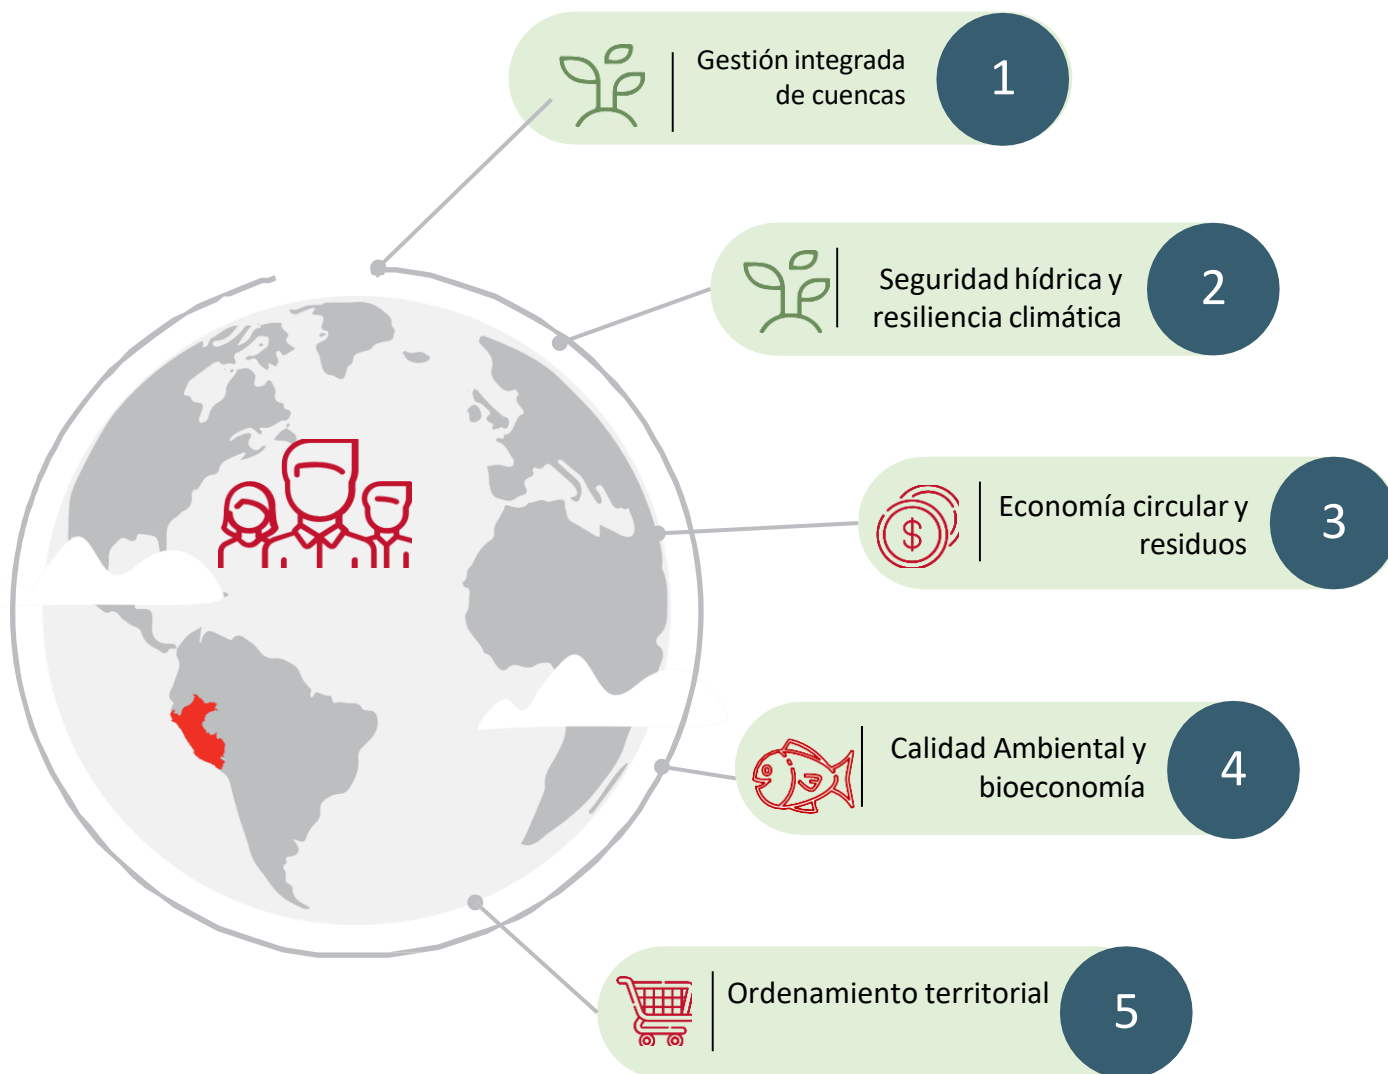 Gestión integrada
de cuencas
1
Seguridad hídrica y
resiliencia climática
2
Economía circular y
residuos
3
$
Calidad Ambiental y
bioeconomía
4
Ordenamiento territorial
5